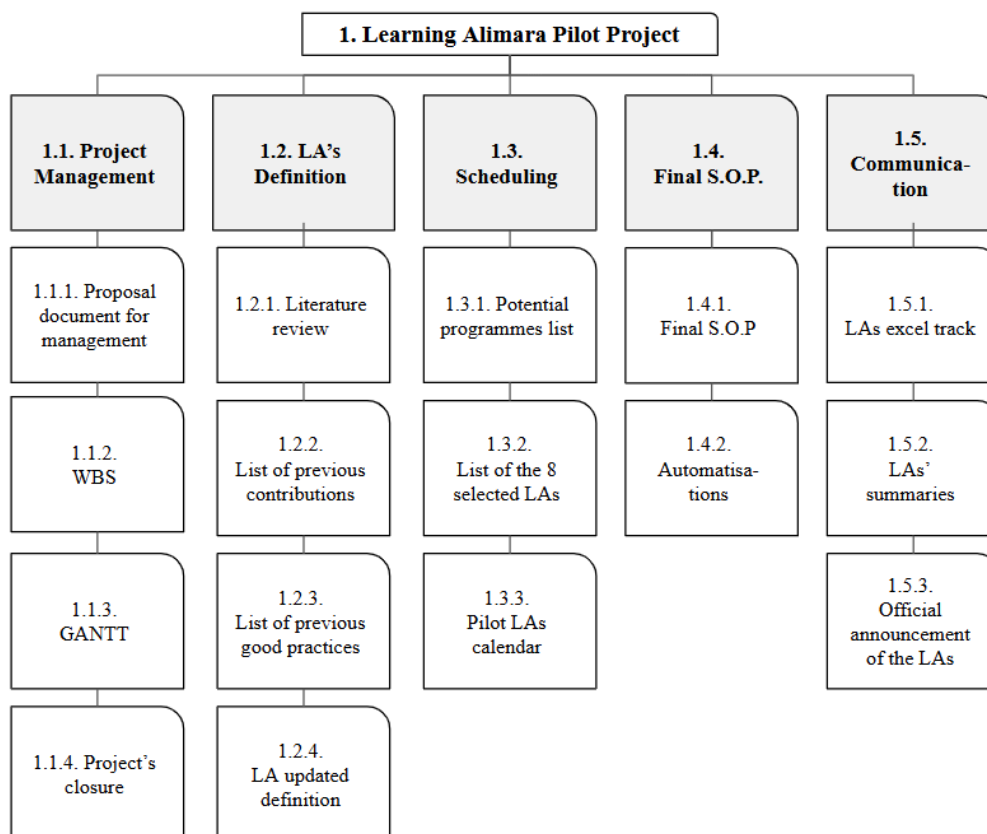 1. Learning Alimara Pilot Project
1.1. Project
Management
1.2. LA’s
Definition
1.3.
Scheduling
1.4.
Final S.O.P.
1.5.
Communica-
tion
1.1.1. Proposal
document for
management
1.2.1. Literature
review
1.3.1. Potential
programmes list
1.4.1.
Final S.O.P
1.5.1.
LAs excel track
1.1.2.
WBS
1.2.2.
List of previous
contributions
1.3.2.
List of the 8
selected LAs
1.4.2.
Automatisa-
tions
1.5.2.
LAs’
summaries
1.1.3.
GANTT
1.2.3.
List of previous
good practices
1.3.3.
Pilot LAs
calendar
1.5.3.
Official
announcement
of the LAs
1.1.4. Project’s
closure
1.2.4.
LA updated
definition